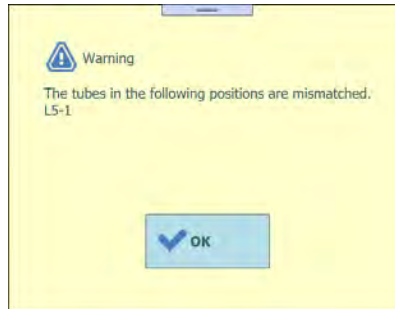 Warning
The tubes in the following positions are mismatched.
L5-1
OK